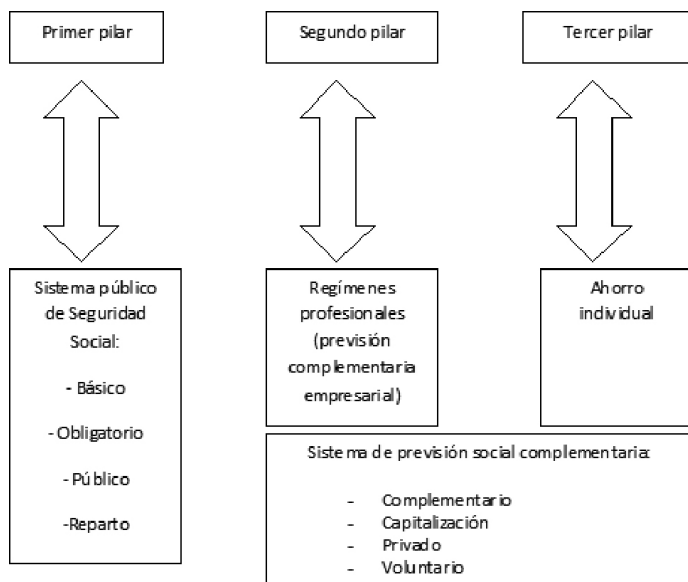 Primer pilar
Segundo pilar
Tercer pilar
Sistema público
de Seguridad
Social:
- Básico
- Obligatorio
- Público
-Reparto
Regímenes
profesionales
(previsión
complementaria
empresarial)
Ahorro
individual
Sistema de previsión social complementaria:
- Complementario
- Capitalización
- Privado
- Voluntario